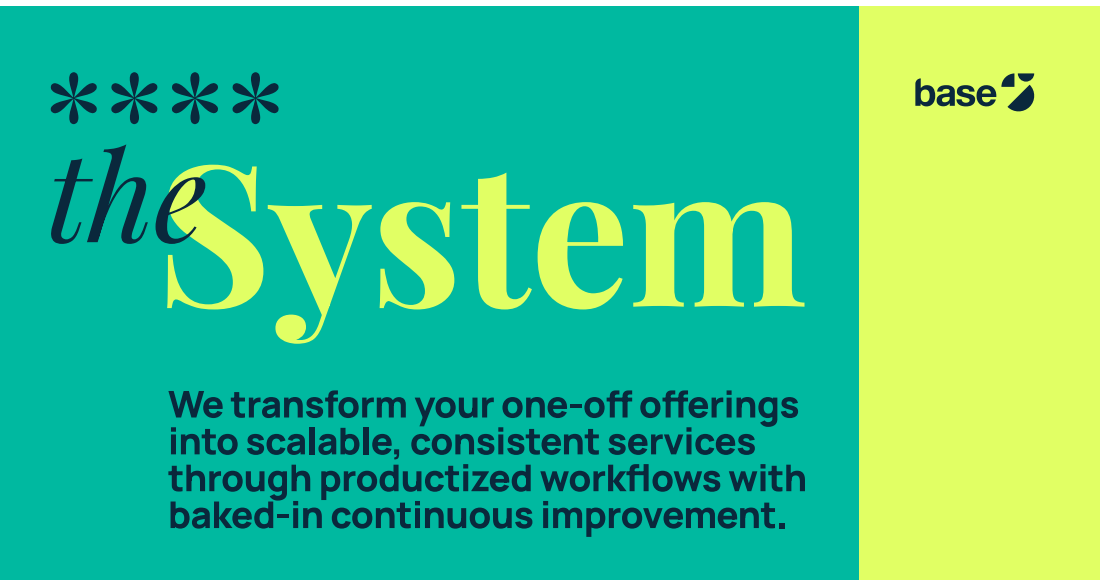 ****
the
System
base
We transform your one-off offerings
into scalable, consistent services
through productized workflows with
baked-in continuous improvement.